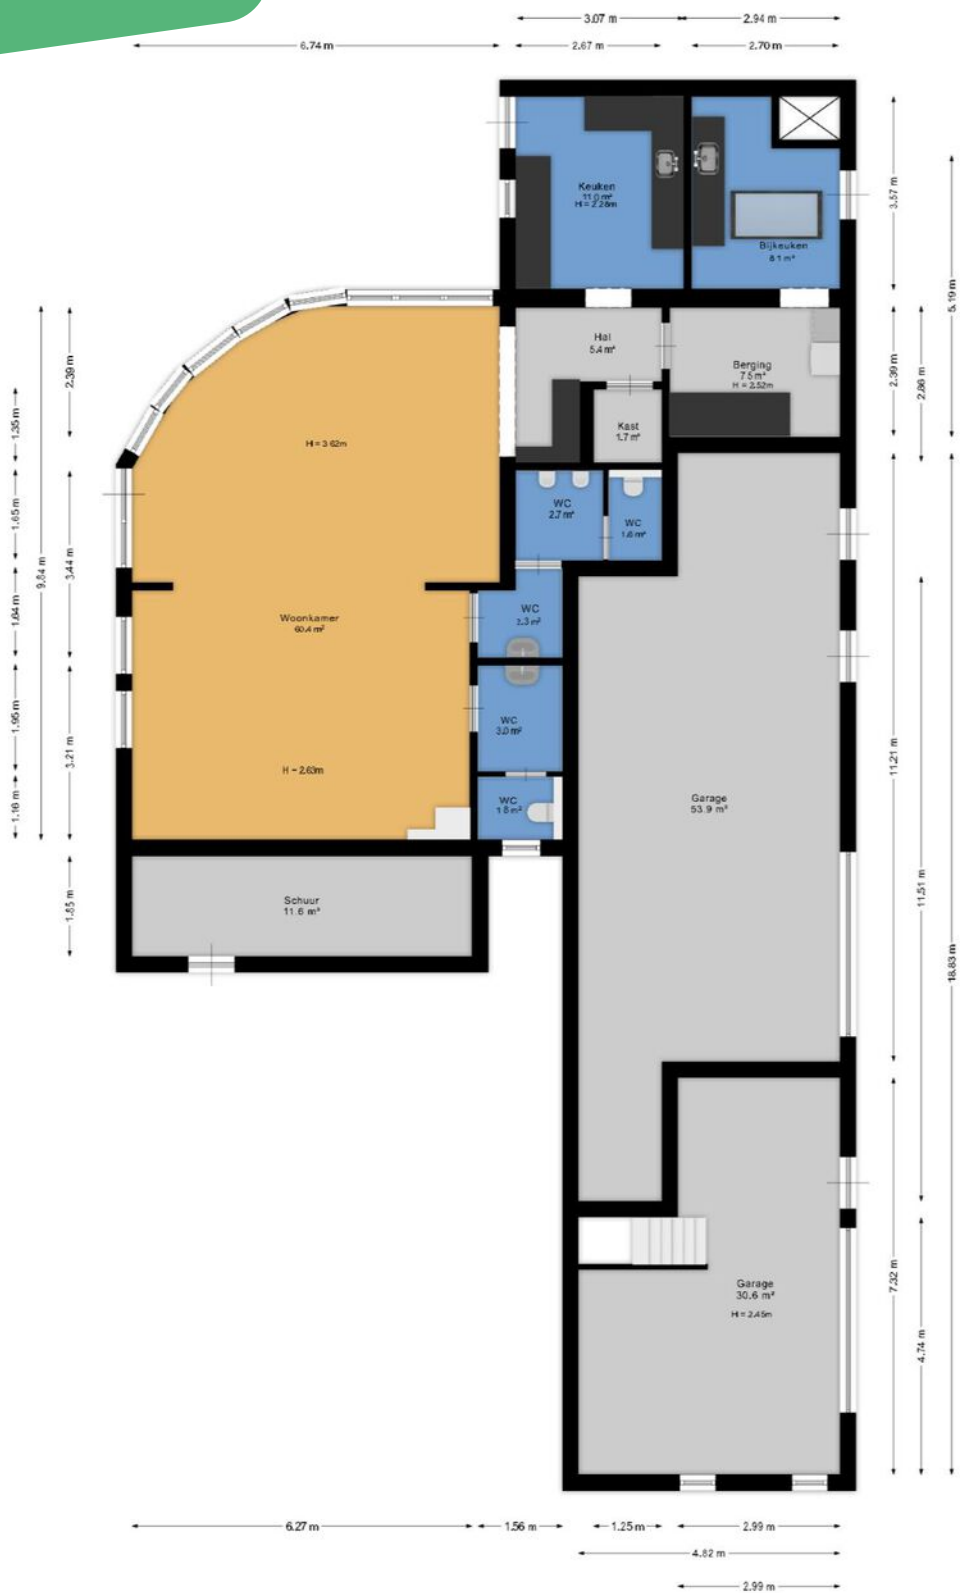 3.07 m
2.94 m
6.74 m
2.67 m
2.70 m
Keuken
11.0 m²
H = 2.28m
Bijkeuken
8.1 m²
3.57 m
5.19 m
Hal
5.4 m²
Berging
7.5 m²
H = 2.52m
Kast
1.7 m²
2.39 m
2.86 m
2.39 m
1.35 m
H = 3.62m
WC
2.7 m²
WC
1.6 m²
1.65 m
3.44 m
9.84 m
1.64 m
Woonkamer
60.4 m²
WC
2.3 m²
WC
3.0 m²
1.95 m
3.21 m
H = 2.63m
WC
1.6 m²
1.16 m
Garage
53.9 m²
11.21 m
11.51 m
18.83 m
Schuur
11.6 m²
1.85 m
Garage
30.6 m²
H = 2.45m
7.32 m
4.74 m
6.27 m
1.56 m
1.25 m
2.99 m
4.82 m
2.99 m